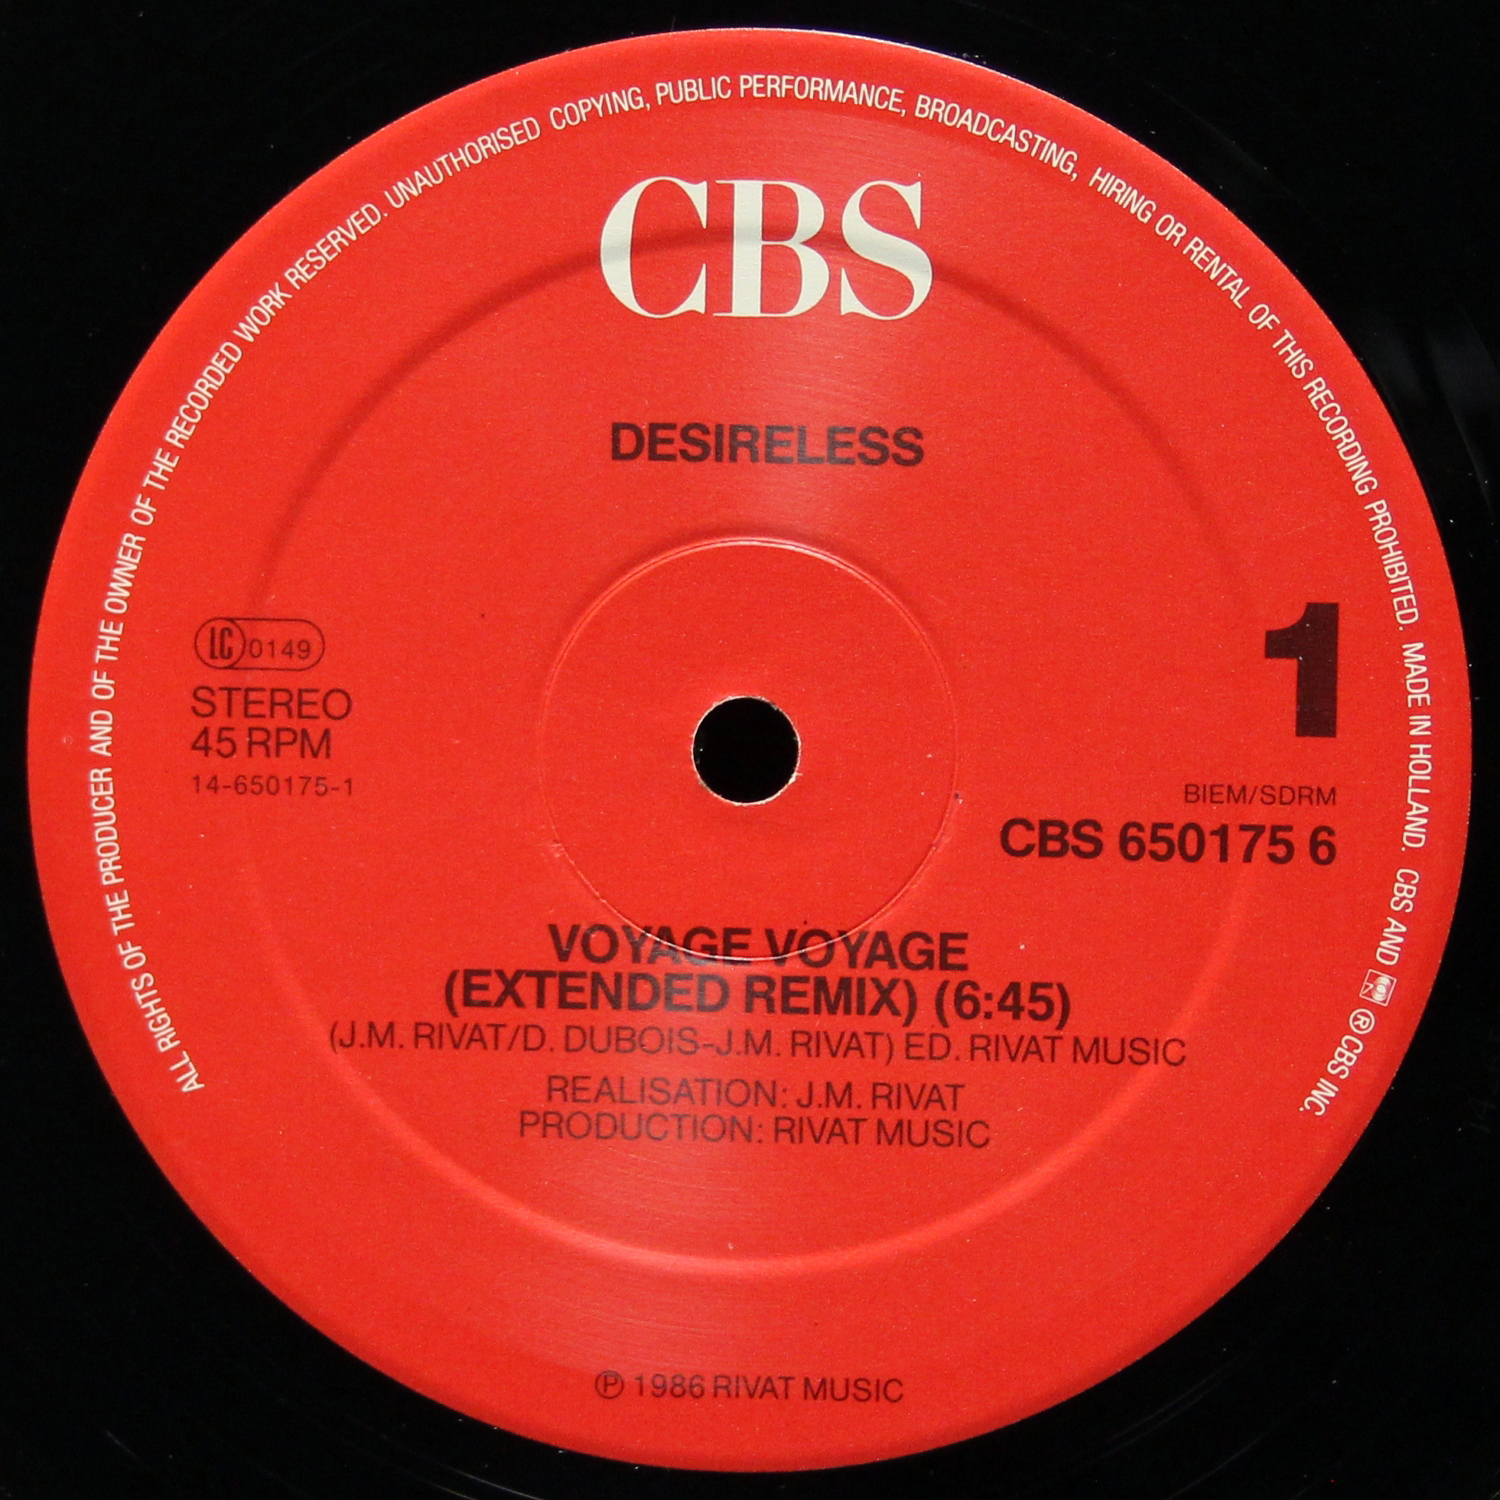 ALL RIGHTS OF THE PRODUCER AND OF THE OWNER OF THE RECORDED WORK RESERVED. UNAUTHORISED COPYING, PUBLIC PERFORMANCE, BROADCASTING, HIRING OR RENTAL OF THIS RECORDING PROHIBITED. MADE IN HOLLAND. CBS AND ® CBS INC.
CBS
DESIRELESS
LC 0149
STEREO
45 RPM
14-650175-1
1
BIEM/SDRM
CBS 650175 6
VOYAGE VOYAGE
(EXTENDED REMIX) (6:45)
(J.M. RIVAT/D. DUBOIS-J.M. RIVAT) ED. RIVAT MUSIC
REALISATION: J.M. RIVAT
PRODUCTION: RIVAT MUSIC
℗ 1986 RIVAT MUSIC